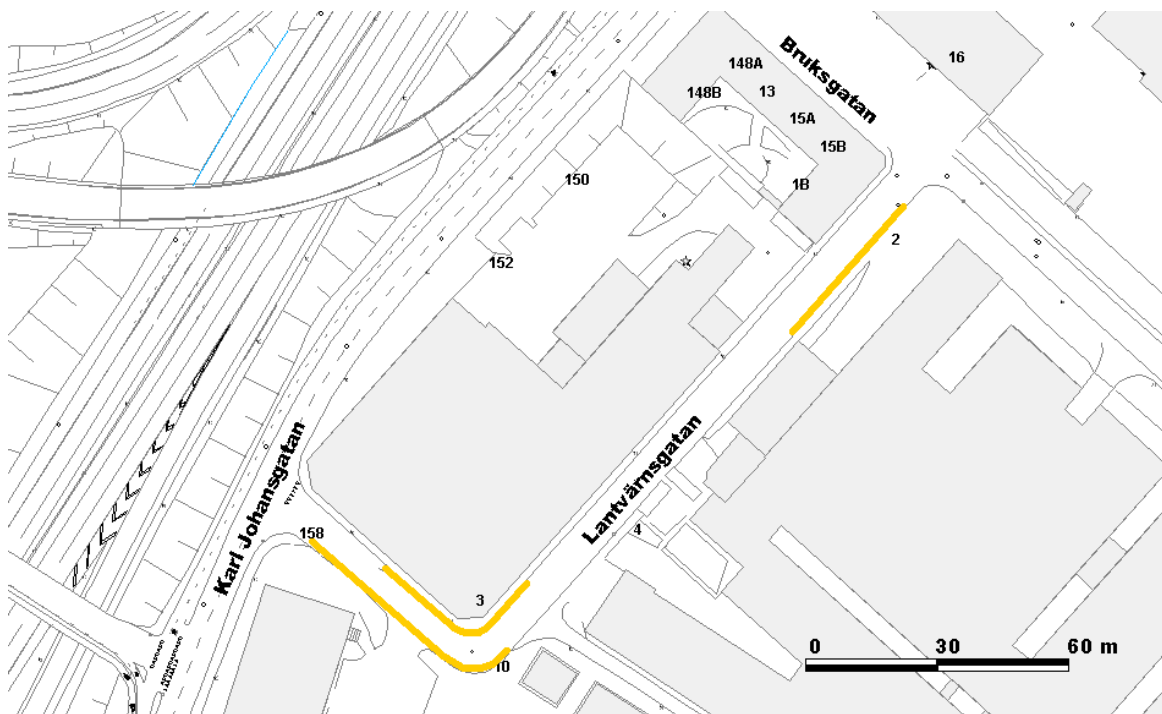 Bruksgatan
16
148A
148B
13
15A
15B
150
1B
2
152
Karl Johansgatan
Lantvärnsgatan
158
4
3
10
0 30 60 m